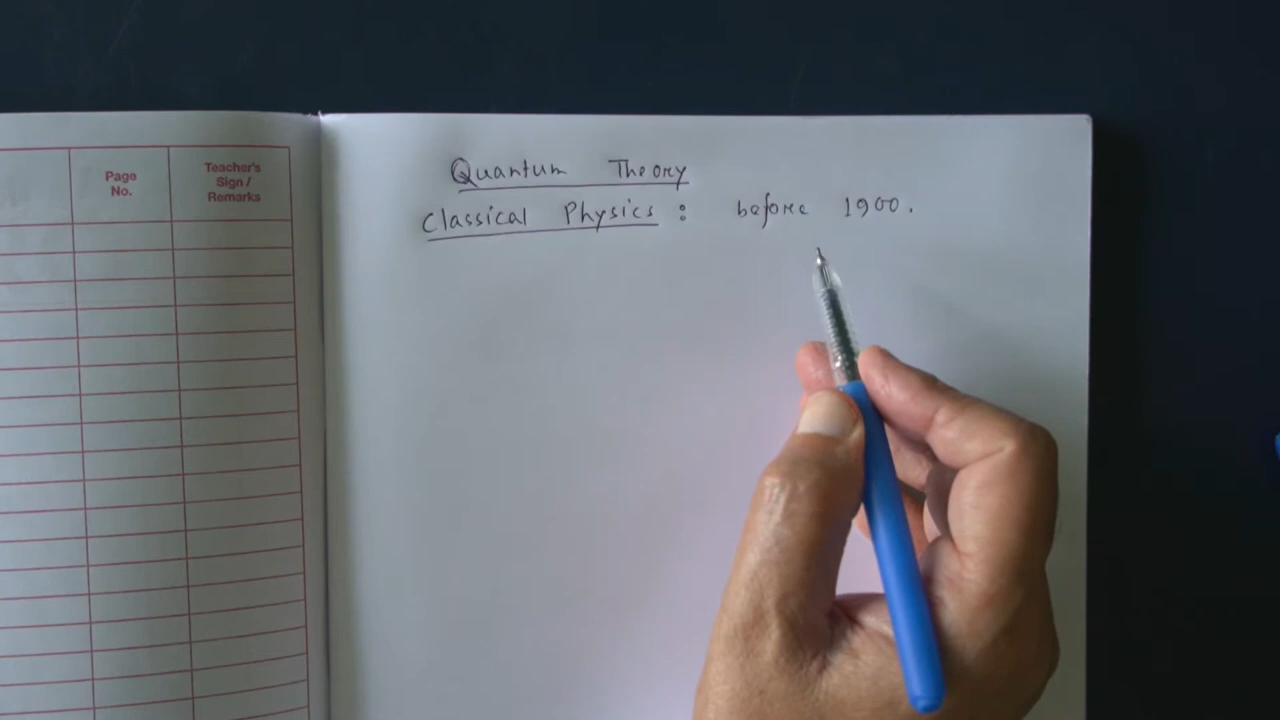 Page
No.
Teacher's
Sign /
Remarks
Quantum Theory
Classical Physics : before 1900.